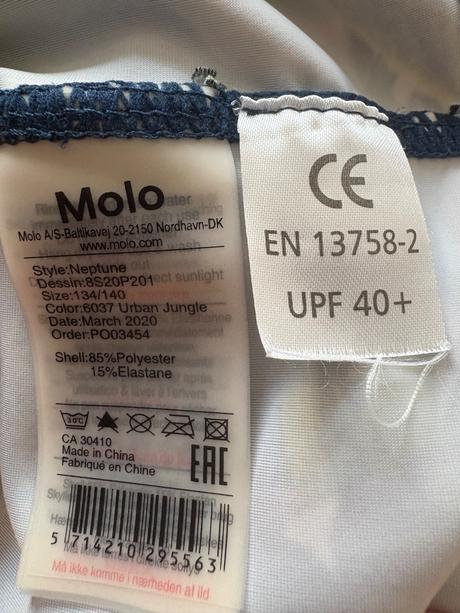 Molo
Molo A/S-Baltikavej 20-2150 Nordhavn-DK
www.molo.com
Style:Neptune
Dessin:8S20P201
Size:134/140
Color:6037 Urban Jungle
Date:March 2020
Order:PO03454
Shell:85%Polyester
15%Elastane
30°C
CA 30410
Made in China
Fabriqué en Chine
EAC
5 714210 295563
Må ikke komme i nærheden af ild
CE
EN 13758-2
UPF 40+